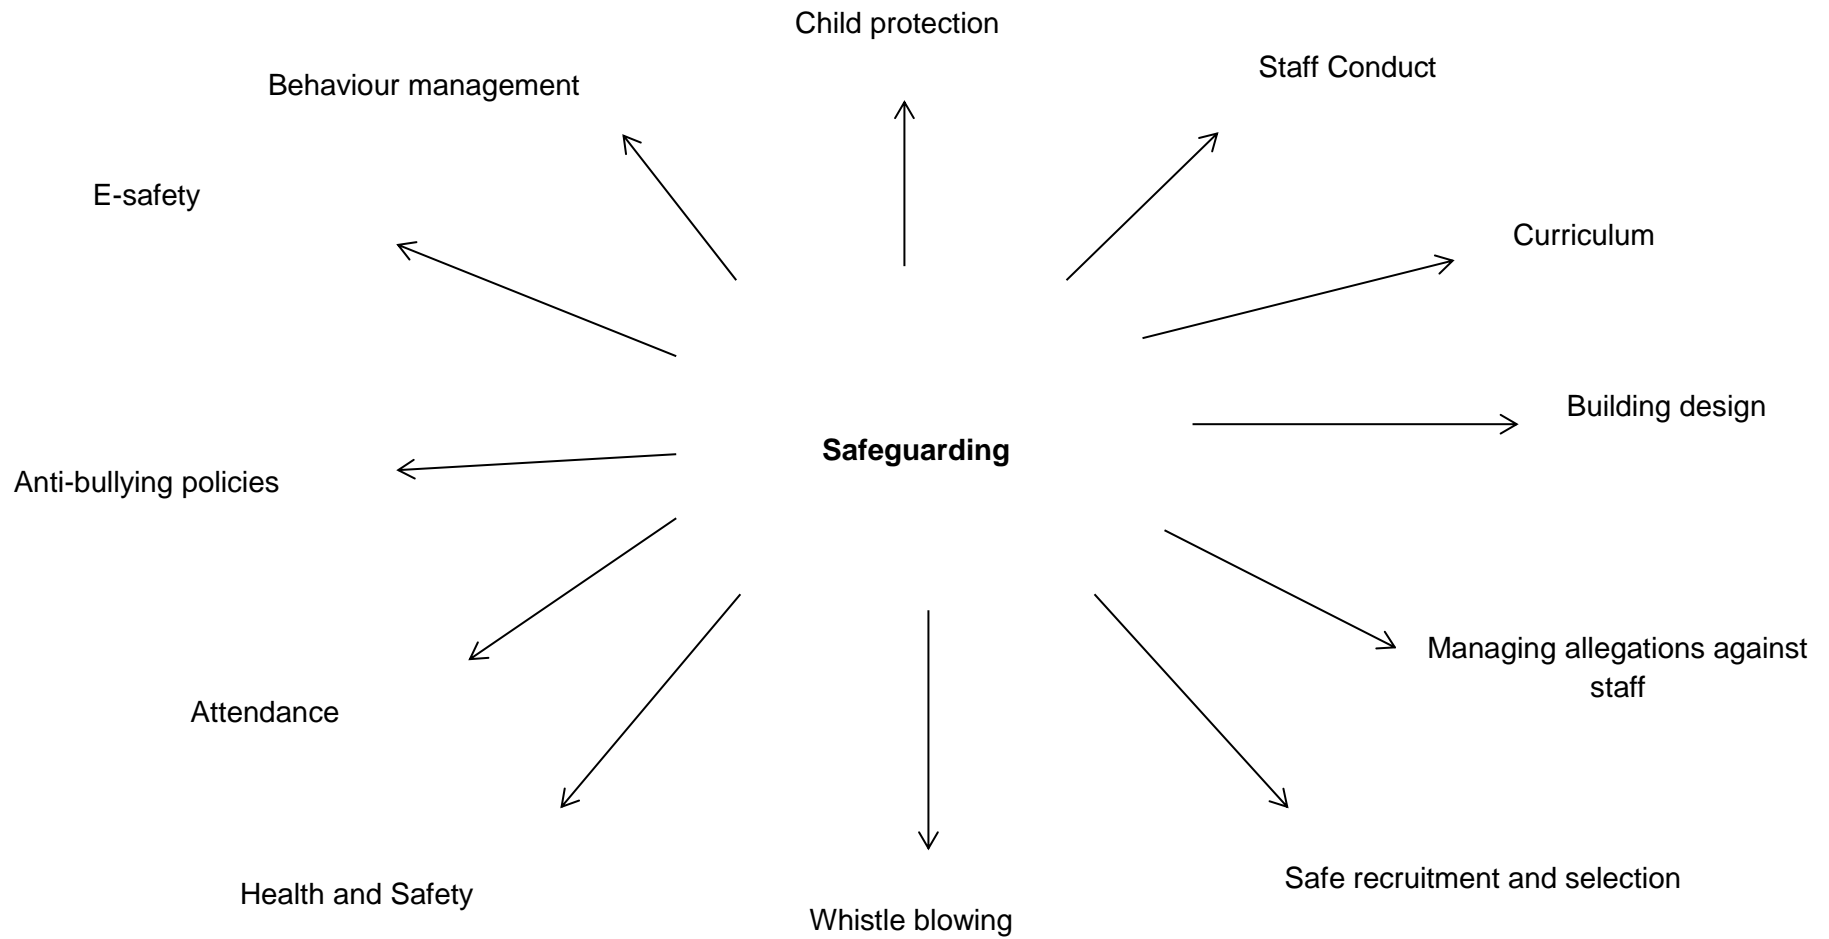 Child protection
Staff Conduct
Behaviour management
E-safety
Curriculum
Building design
Safeguarding
Anti-bullying policies
Managing allegations against
staff
Attendance
Safe recruitment and selection
Health and Safety
Whistle blowing